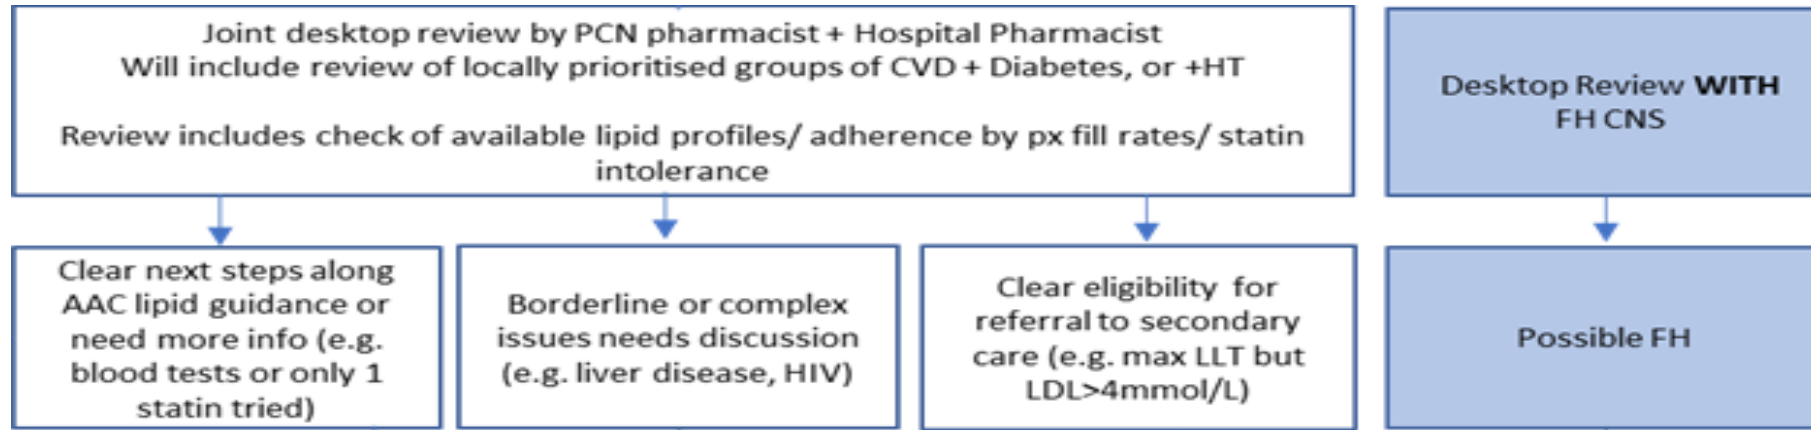 Joint desktop review by PCN pharmacist + Hospital Pharmacist
Will include review of locally prioritised groups of CVD + Diabetes, or +HT
Review includes check of available lipid profiles/ adherence by px fill rates/ statin
intolerance
Desktop Review WITH
FH CNS
Clear next steps along
AAC lipid guidance or
need more info (e.g.
blood tests or only 1
statin tried)
Borderline or complex
issues needs discussion
(e.g. liver disease, HIV)
Clear eligibility for
referral to secondary
care (e.g. max LLT but
LDL>4mmol/L)
Possible FH